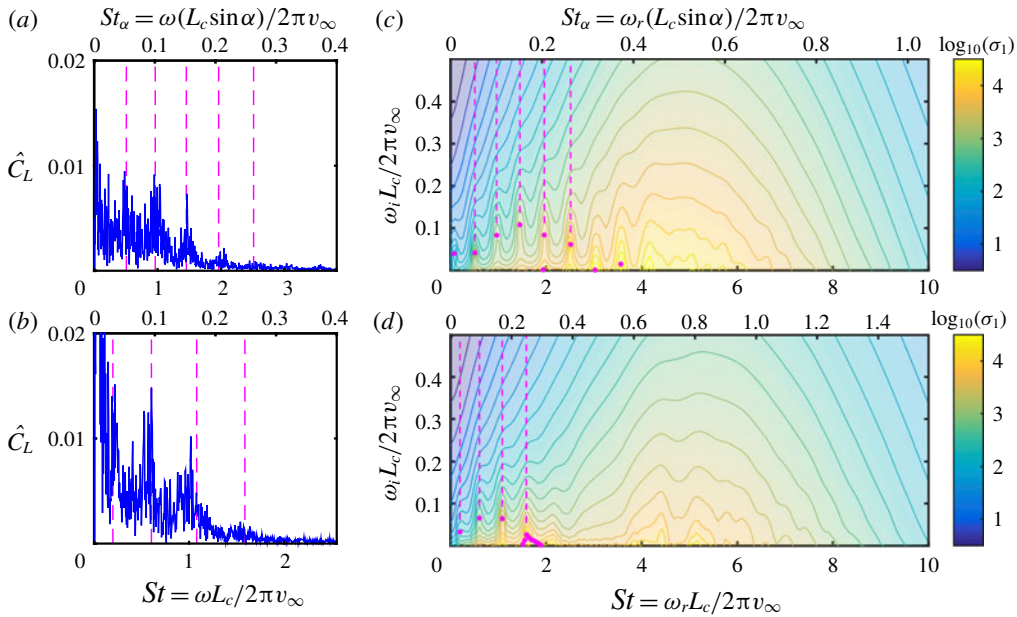 (a)
St_α = ω(L_c sin α)/2πv_∞
0 0.1 0.2 0.3 0.4
0.02
0.01
Ĉ_L
0 1 2 3
(b)
0 0.1 0.2 0.3 0.4
0.02
0.01
Ĉ_L
0 1 2
St = ωL_c/2πv_∞
(c)
St_α = ω_r(L_c sin α)/2πv_∞
0 0.2 0.4 0.6 0.8 1.0
log₁₀(σ₁)
0.4
0.3
0.2
0.1
0
ω_i L_c/2πv_∞
0 2 4 6 8 10
4
3
2
1
(d)
0 0.2 0.4 0.6 0.8 1.0 1.2 1.4
log₁₀(σ₁)
0.4
0.3
0.2
0.1
0
ω_i L_c/2πv_∞
0 2 4 6 8 10
4
3
2
1
St = ω_r L_c/2πv_∞